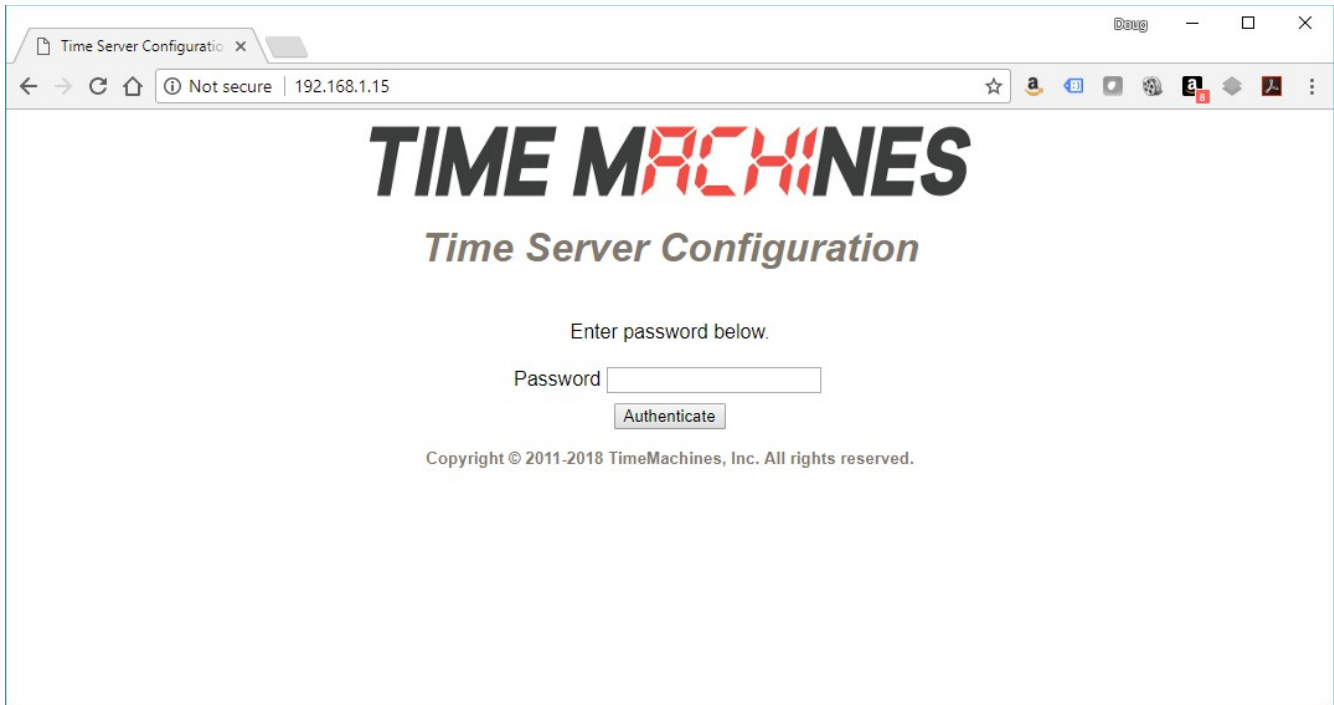 Time Server Configuratio
Doug
Not secure | 192.168.1.15
TIME MACHINES
Time Server Configuration
Enter password below.
Password
Authenticate
Copyright © 2011-2018 TimeMachines, Inc. All rights reserved.